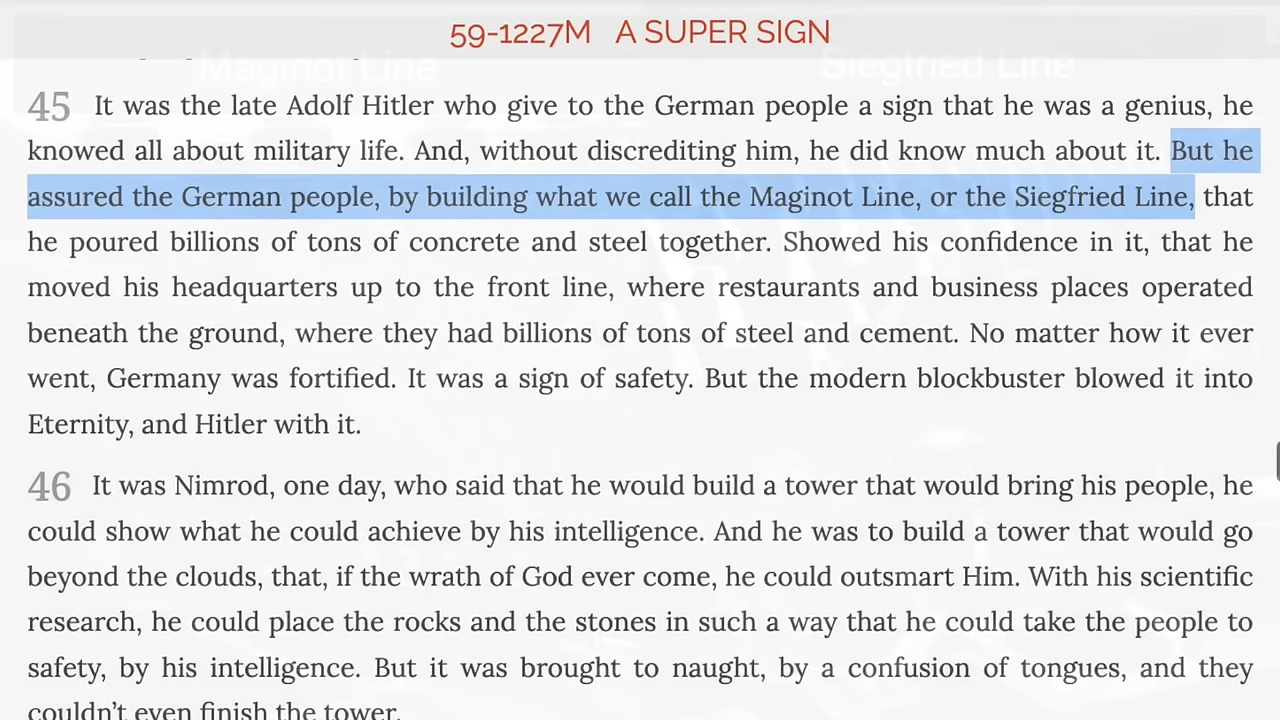 59-1227M A SUPER SIGN
Maginot Line
Siegfried Line
45 It was the late Adolf Hitler who give to the German people a sign that he was a genius, he
knowed all about military life. And, without discrediting him, he did know much about it. But he
assured the German people, by building what we call the Maginot Line, or the Siegfried Line, that
he poured billions of tons of concrete and steel together. Showed his confidence in it, that he
moved his headquarters up to the front line, where restaurants and business places operated
beneath the ground, where they had billions of tons of steel and cement. No matter how it ever
went, Germany was fortified. It was a sign of safety. But the modern blockbuster blowed it into
Eternity, and Hitler with it.
46 It was Nimrod, one day, who said that he would build a tower that would bring his people, he
could show what he could achieve by his intelligence. And he was to build a tower that would go
beyond the clouds, that, if the wrath of God ever come, he could outsmart Him. With his scientific
research, he could place the rocks and the stones in such a way that he could take the people to
safety, by his intelligence. But it was brought to naught, by a confusion of tongues, and they
couldn't even finish the tower.